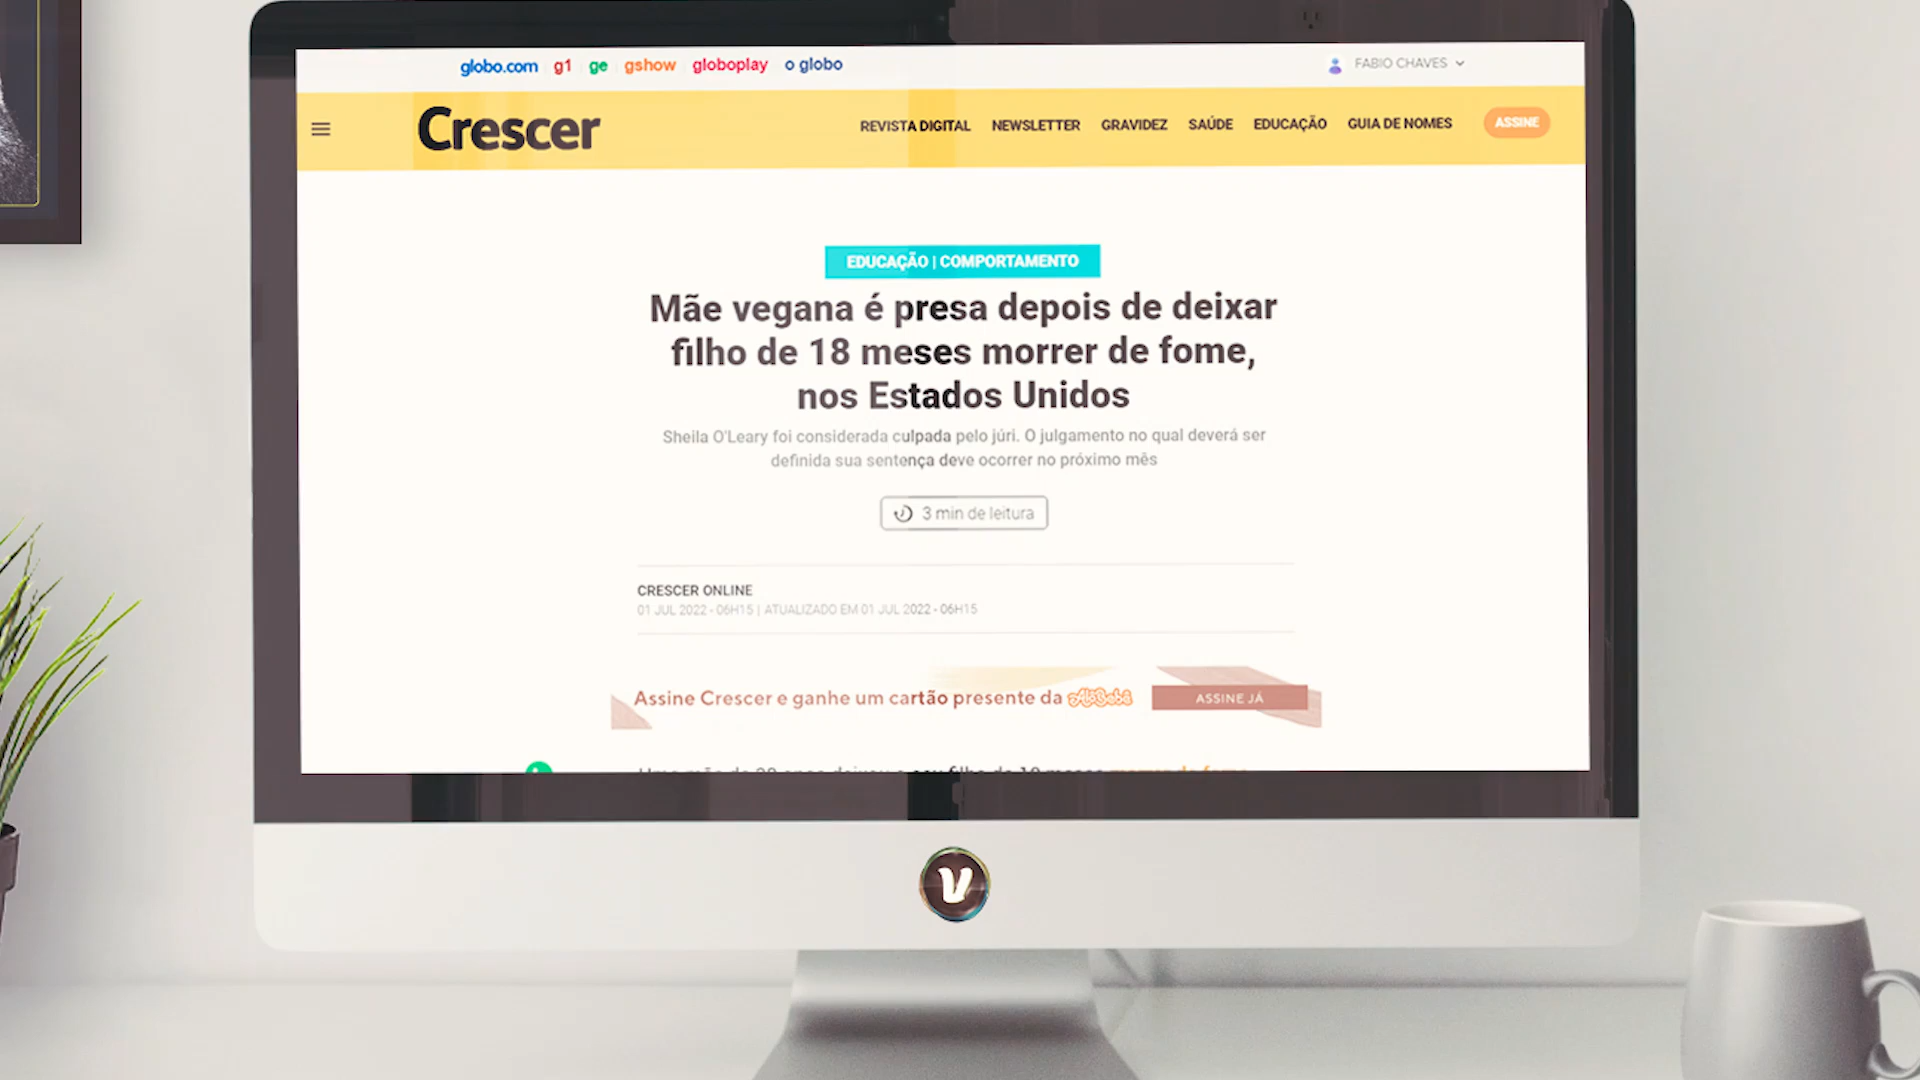 globo.com g1 ge gshow globoplay o globo
FABIO CHAVES
Crescer
REVISTA DIGITAL NEWSLETTER GRAVIDEZ SAÚDE EDUCAÇÃO GUIA DE NOMES ASSINE
EDUCAÇÃO | COMPORTAMENTO
Mãe vegana é presa depois de deixar
filho de 18 meses morrer de fome,
nos Estados Unidos
Sheila O'Leary foi considerada culpada pelo júri. O julgamento no qual deverá ser
definida sua sentença deve ocorrer no próximo mês
3 min de leitura
CRESCER ONLINE
01 JUL 2022 - 06H15 | ATUALIZADO EM 01 JUL 2022 - 06H15
Assine Crescer e ganhe um cartão presente da AlôBebê
ASSINE JÁ
V